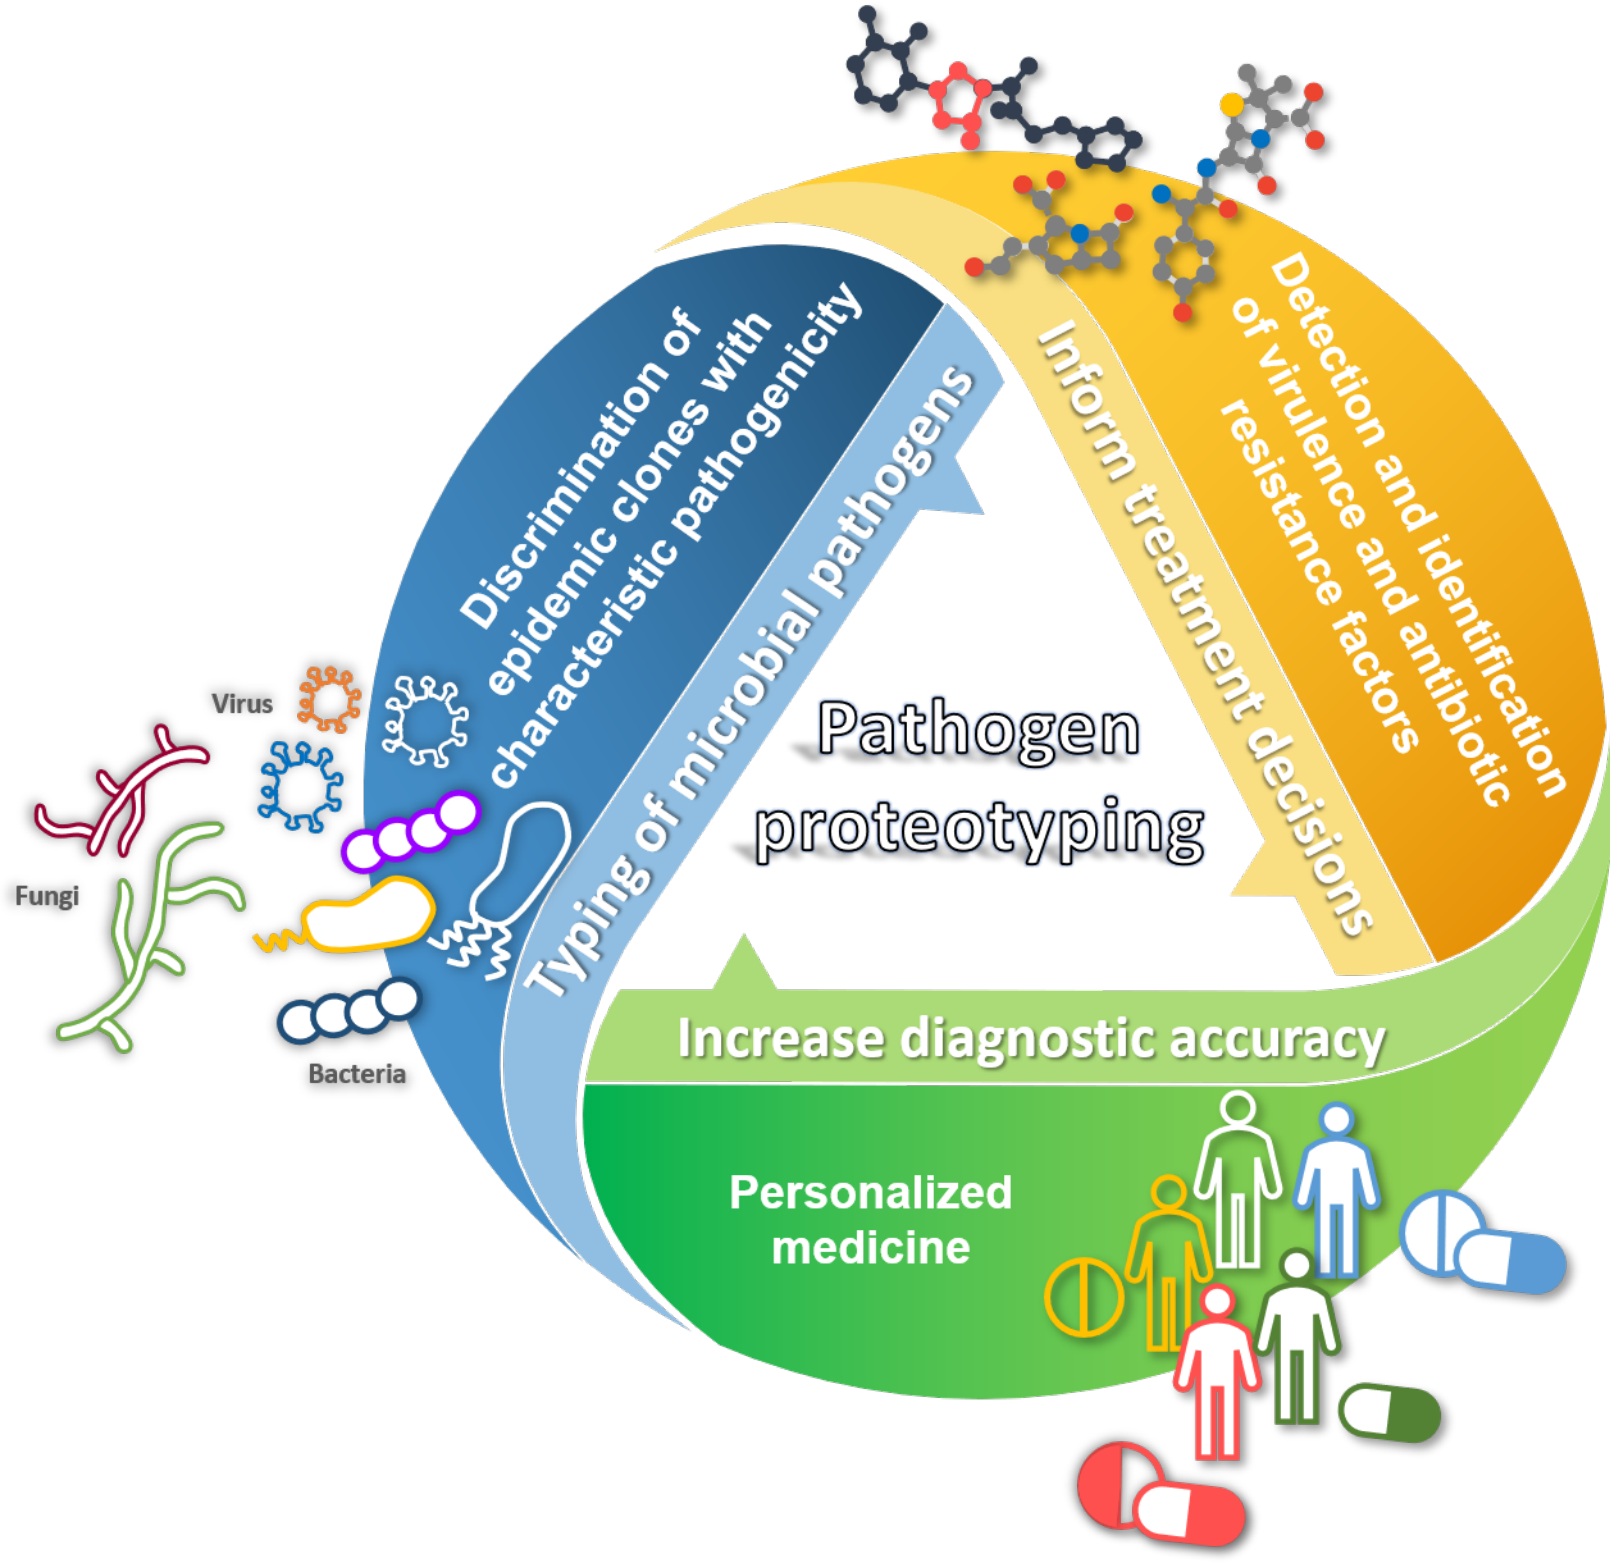 Discrimination of
epidemic clones with
characteristic pathogenicity
Typing of microbial pathogens
Inform treatment decisions
Detection and identification
of virulence and antibiotic
resistance factors
Pathogen
proteotyping
Virus
Fungi
Bacteria
Increase diagnostic accuracy
Personalized
medicine